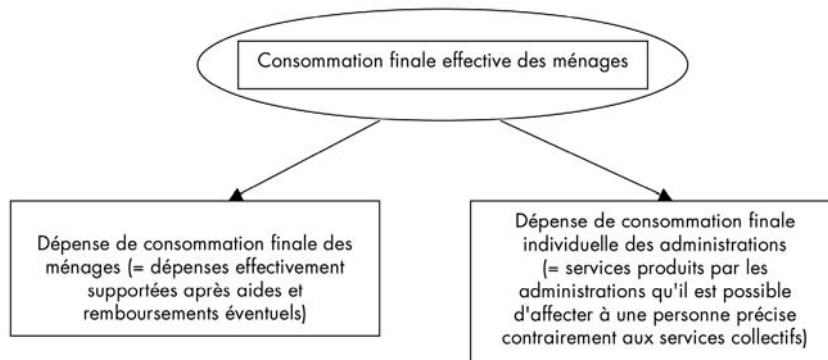 Consommation finale effective des ménages
Dépense de consommation finale des
ménages (= dépenses effectivement
supportées après aides et
remboursements éventuels)
Dépense de consommation finale
individuelle des administrations
(= services produits par les
administrations qu'il est possible
d'affecter à une personne précise
contrairement aux services collectifs)